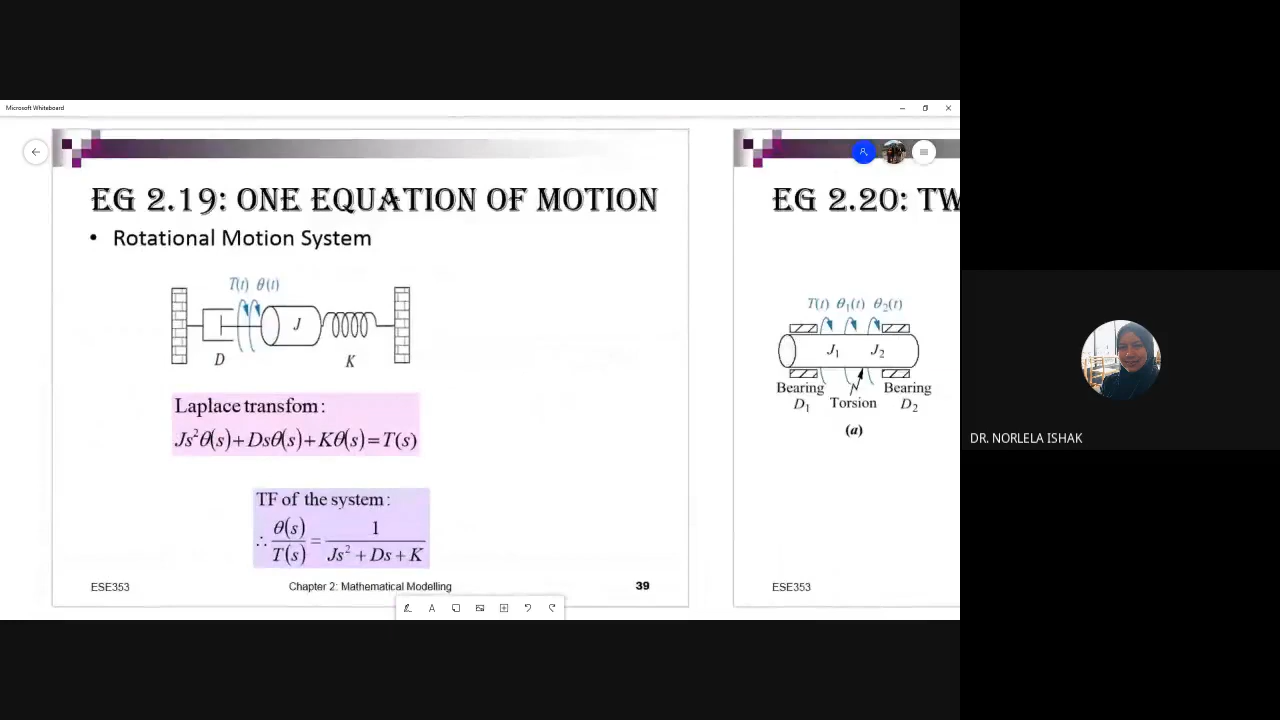 Microsoft Whiteboard
EG 2.19: ONE EQUATION OF MOTION
• Rotational Motion System
T(t) θ(t)
J
D
K
Laplace transfom:
Js²θ(s)+Dsθ(s)+Kθ(s)=T(s)
TF of the system:
∴ θ(s)/T(s) = 1/(Js² + Ds + K)
ESE353
Chapter 2: Mathematical Modelling
39
EG 2.20: TW
T(t) θ₁(t) θ₂(t)
J₁ J₂
Bearing Bearing
D₁ Torsion D₂
(a)
ESE353
DR. NORLELA ISHAK